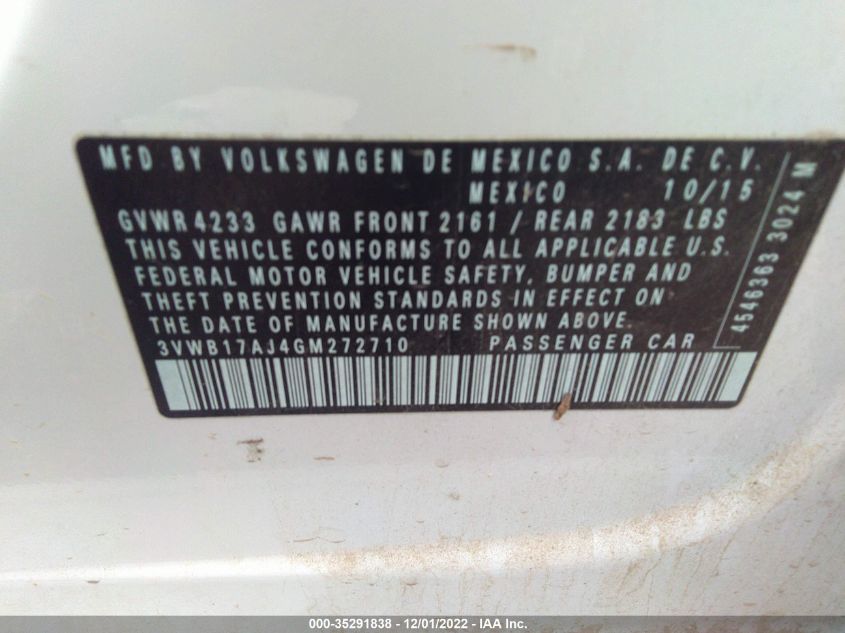 MFD BY VOLKSWAGEN DE MEXICO S.A. DE C.V.
MEXICO 10/15
GVWR 4233 GAWR FRONT 2161 / REAR 2183 LBS
THIS VEHICLE CONFORMS TO ALL APPLICABLE U.S.
FEDERAL MOTOR VEHICLE SAFETY, BUMPER AND
THEFT PREVENTION STANDARDS IN EFFECT ON
THE DATE OF MANUFACTURE SHOWN ABOVE.
3VWB17AJ4GM272710 PASSENGER CAR
4546363 3024 M
000-35291838 - 12/01/2022 - IAA Inc.